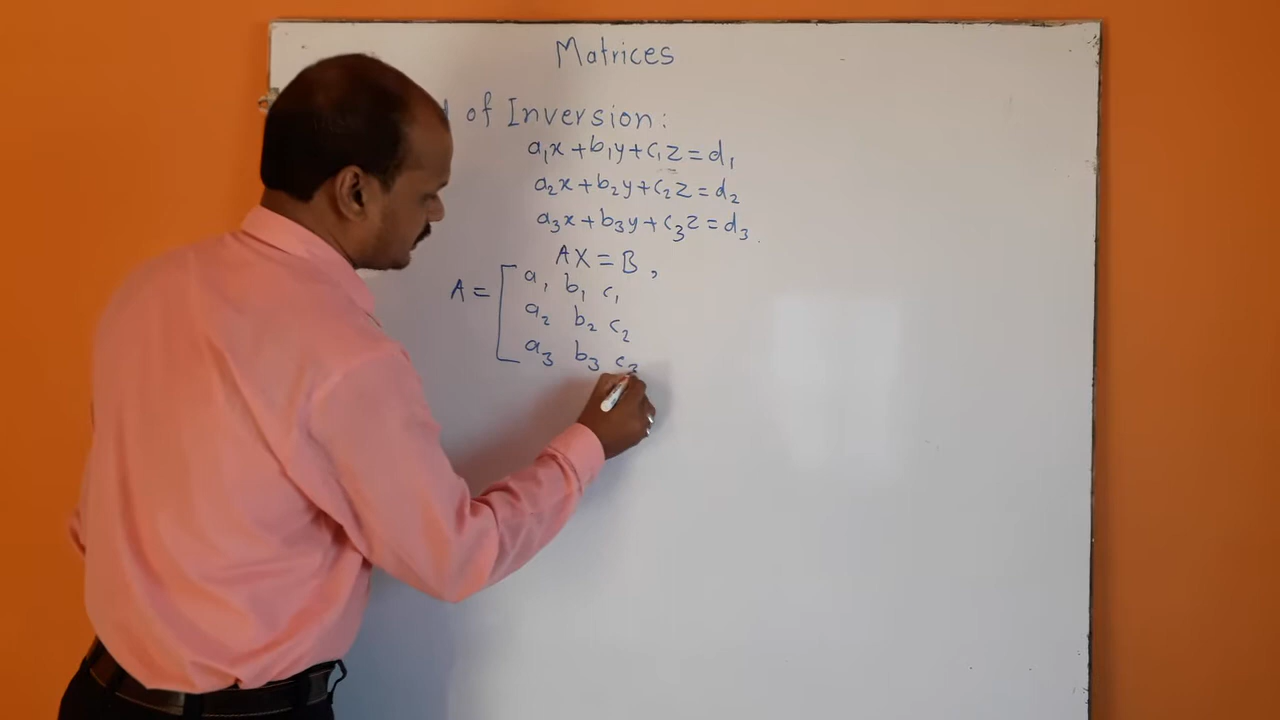 Matrices
of Inversion:
a₁x+b₁y+c₁z=d₁
a₂x+b₂y+c₂z=d₂
a₃x+b₃y+c₃z=d₃.
AX=B,
A=[a₁ b₁ c₁
a₂ b₂ c₂
a₃ b₃ c₃